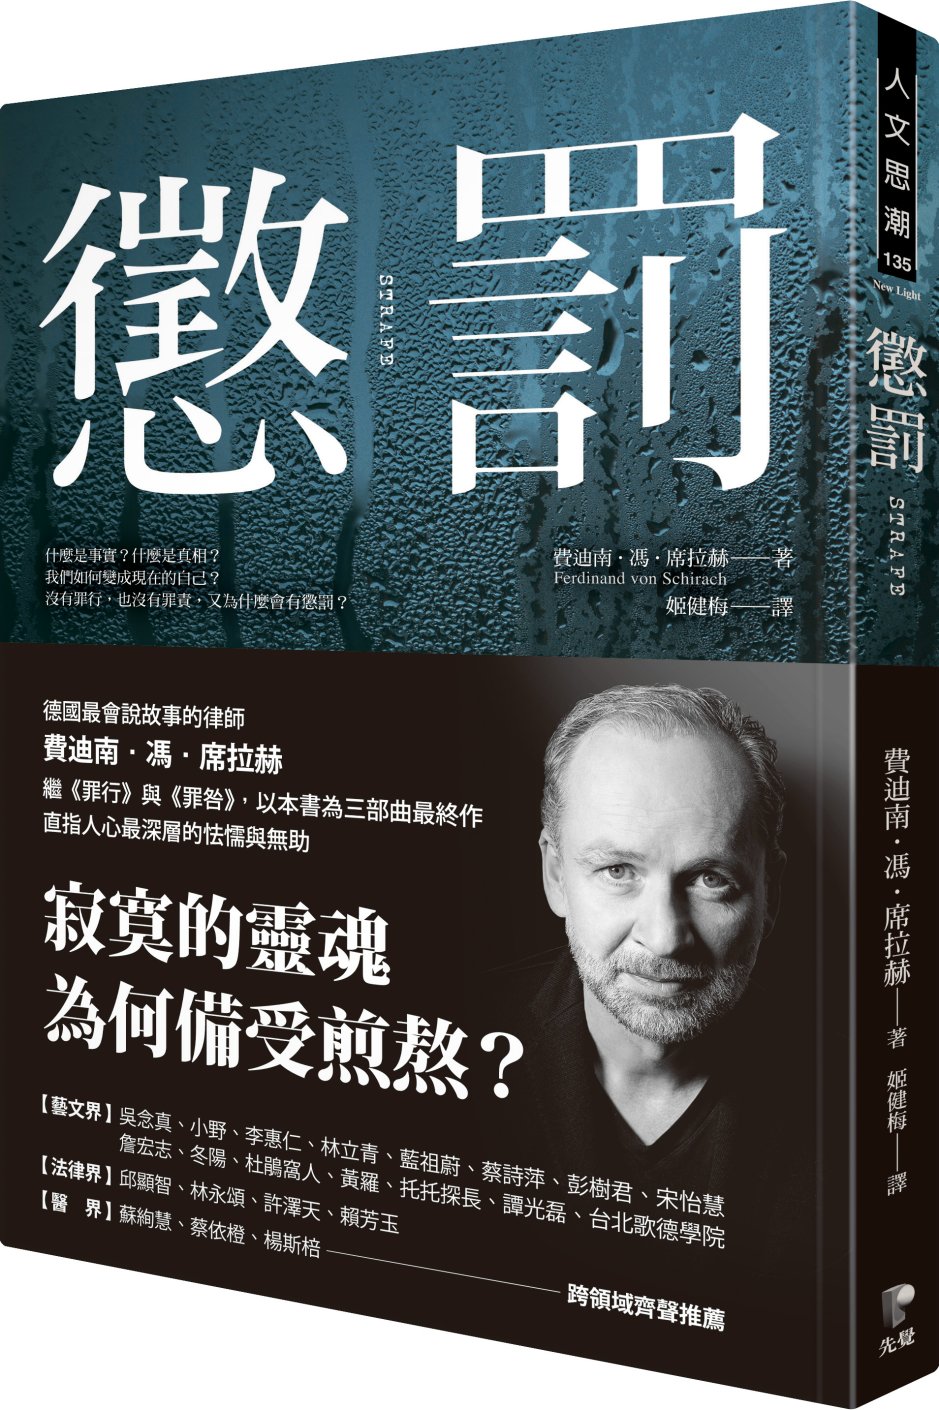 懲罰
STRAFE
什麼是事實？什麼是真相？
我們如何變成現在的自己？
沒有罪行，也沒有罪責，又為什麼會有懲罰？
費迪南・馮・席拉赫——著
Ferdinand von Schirach
姬健梅——譯
德國最會說故事的律師
費迪南・馮・席拉赫
繼《罪行》與《罪咎》，以本書為三部曲最終作
直指人心最深層的怯懦與無助
寂寞的靈魂
為何備受煎熬？
【藝文界】吳念真、小野、李惠仁、林立青、藍祖蔚、蔡詩萍、彭樹君、宋怡慧
詹宏志、冬陽、杜鵑窩人、黃羅、托托探長、譚光磊、台北歌德學院
【法律界】邱顯智、林永頌、許澤天、賴芳玉
【醫　界】蘇絢慧、蔡依橙、楊斯棓——
跨領域齊聲推薦
人文思潮
135
New Light
懲罰
STRAFE
費迪南・馮・席拉赫——著
姬健梅——譯
先覺